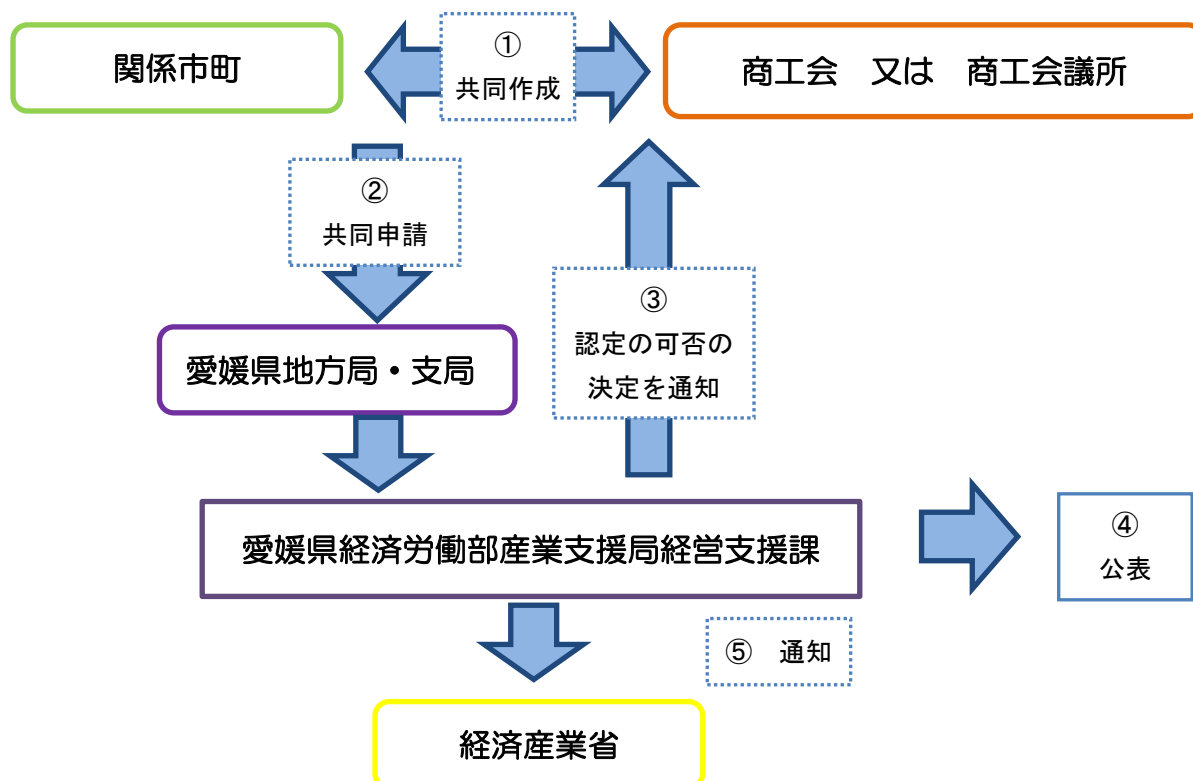 関係市町
①
共同作成
商工会　又は　商工会議所
②
共同申請
③
認定の可否の
決定を通知
愛媛県地方局・支局
愛媛県経済労働部産業支援局経営支援課
④
公表
⑤　通知
経済産業省